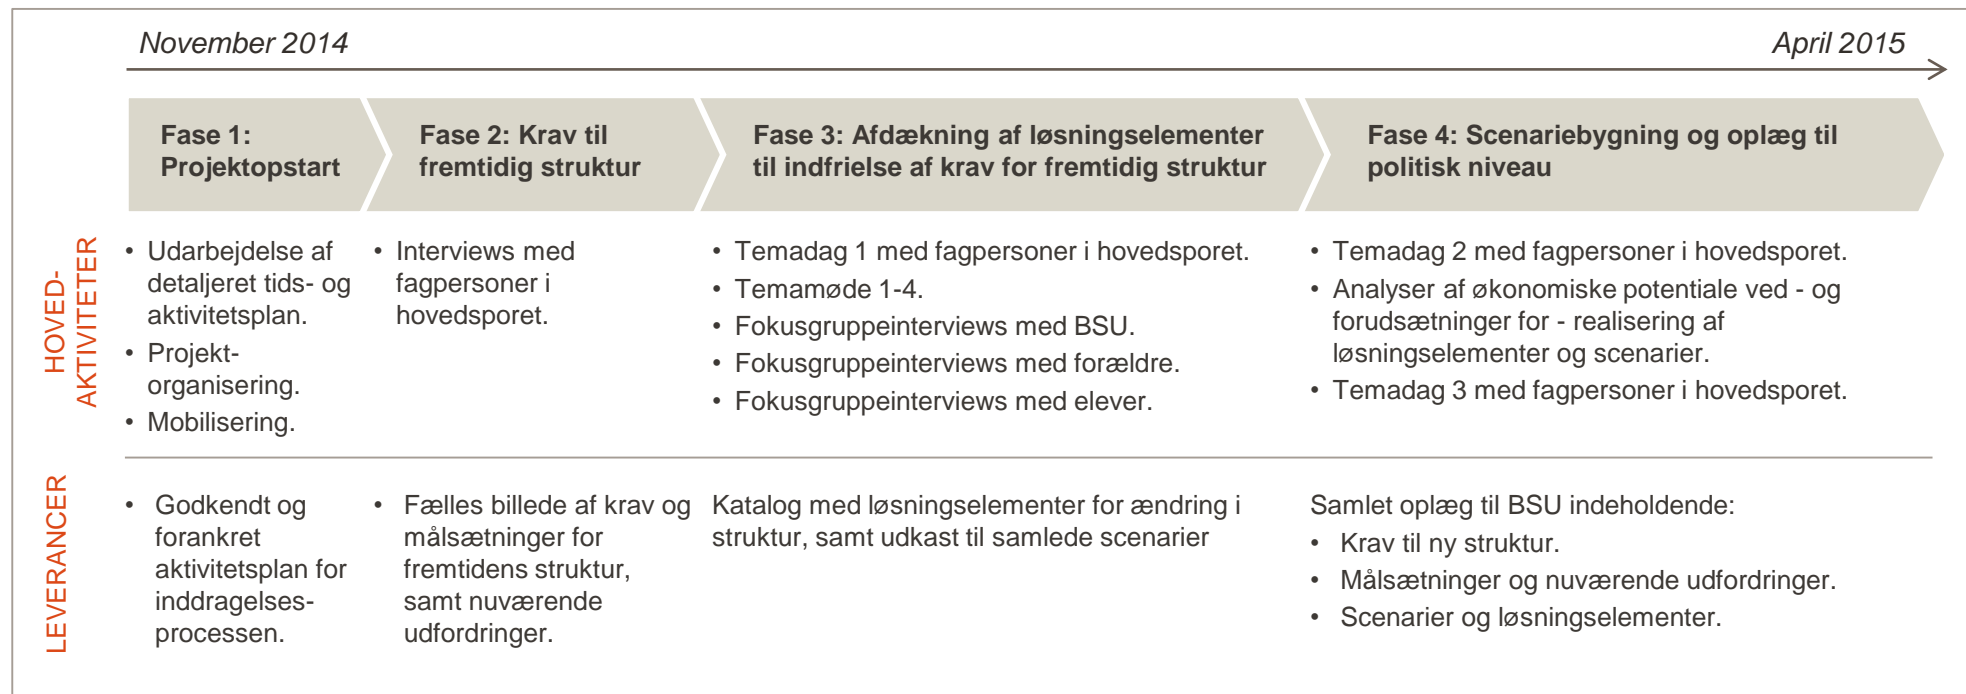 November 2014
April 2015
Fase 1:
Projektopstart
Fase 2: Krav til
fremtidig struktur
Fase 3: Afdækning af løsningselementer
til indfrielse af krav for fremtidig struktur
Fase 4: Scenariebygning og oplæg til
politisk niveau
HOVED-
AKTIVITETER
• Udarbejdelse af
detaljeret tids- og
aktivitetsplan.
• Projekt-
organisering.
• Mobilisering.
• Interviews med
fagpersoner i
hovedsporet.
• Temadag 1 med fagpersoner i hovedsporet.
• Temamøde 1-4.
• Fokusgruppeinterviews med BSU.
• Fokusgruppeinterviews med forældre.
• Fokusgruppeinterviews med elever.
• Temadag 2 med fagpersoner i hovedsporet.
• Analyser af økonomiske potentiale ved - og
forudsætninger for - realisering af
løsningselementer og scenarier.
• Temadag 3 med fagpersoner i hovedsporet.
LEVERANCER
• Godkendt og
forankret
aktivitetsplan for
inddragelses-
processen.
• Fælles billede af krav og
målsætninger for
fremtidens struktur,
samt nuværende
udfordringer.
Katalog med løsningselementer for ændring i
struktur, samt udkast til samlede scenarier
Samlet oplæg til BSU indeholdende:
• Krav til ny struktur.
• Målsætninger og nuværende udfordringer.
• Scenarier og løsningselementer.